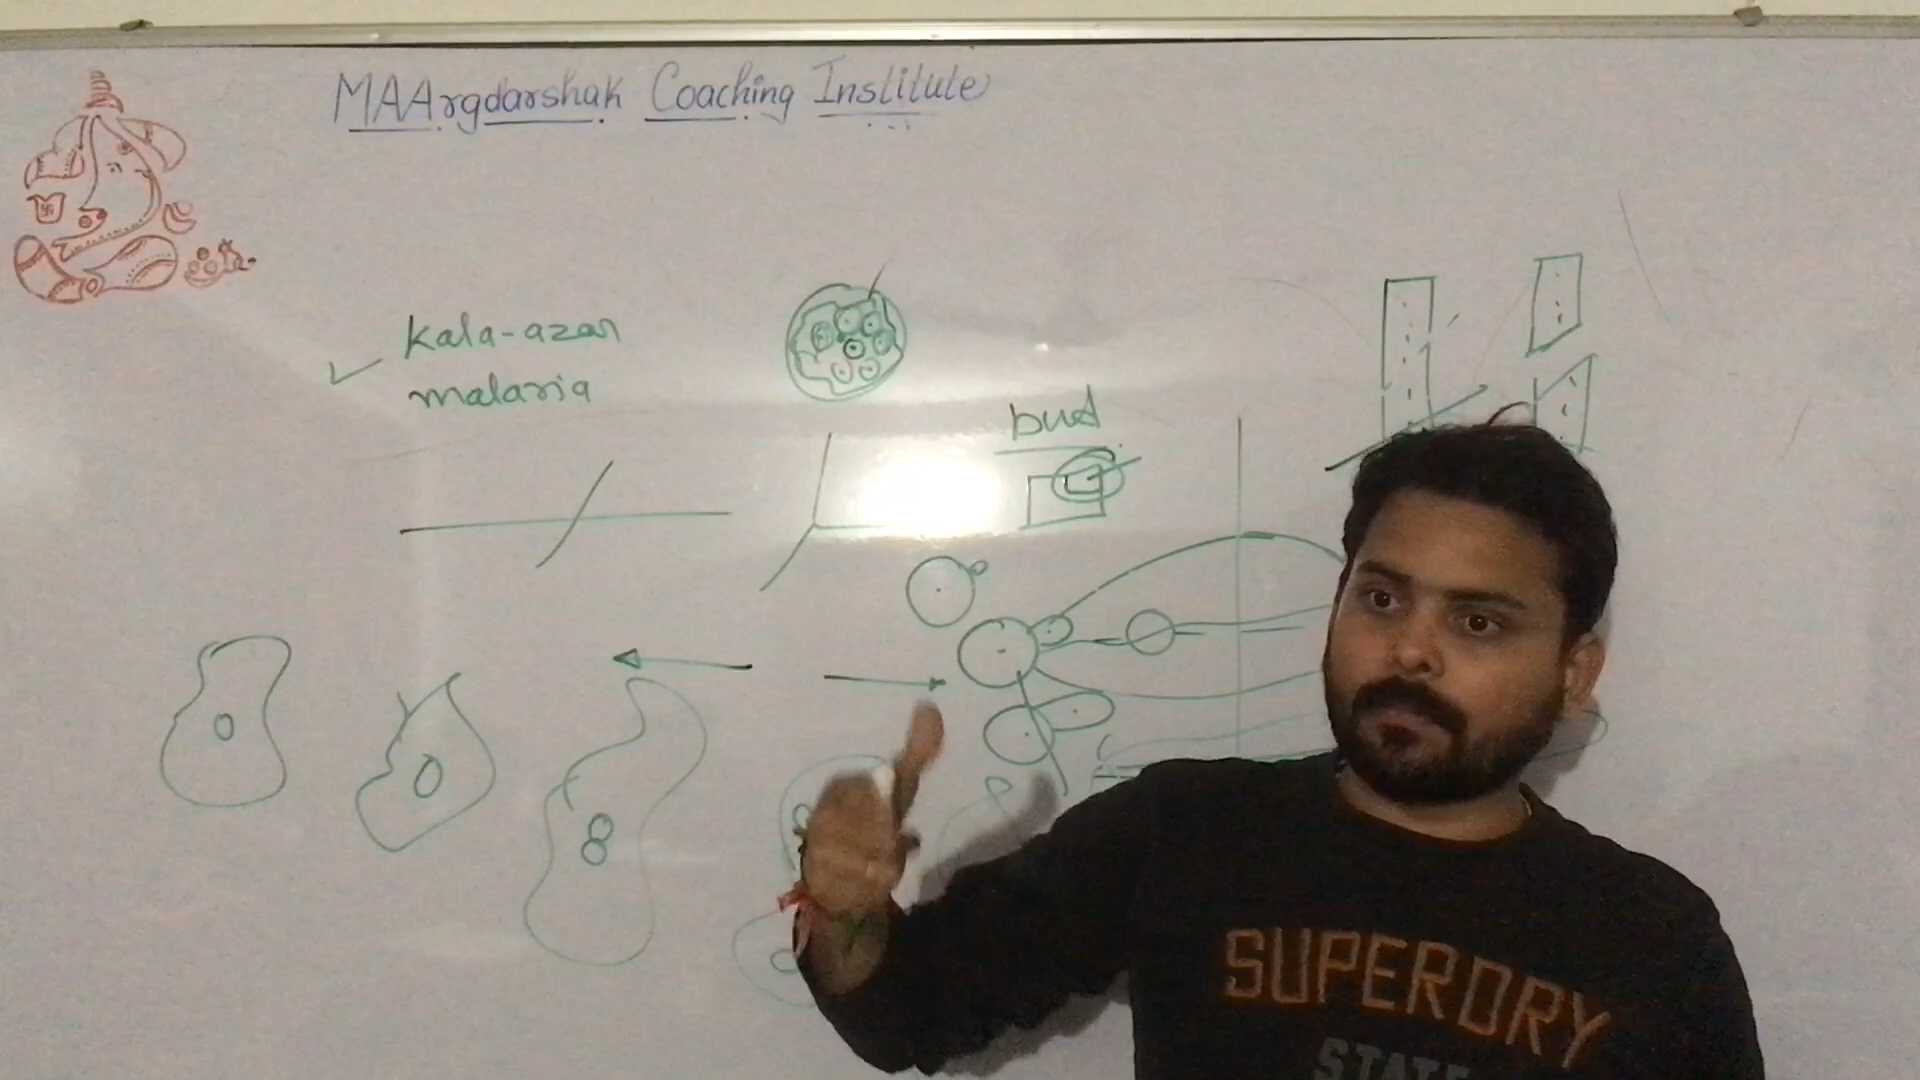 MAArgdarshak Coaching Institute
kala-azar
malaria
bud
SUPERDRY
STATE